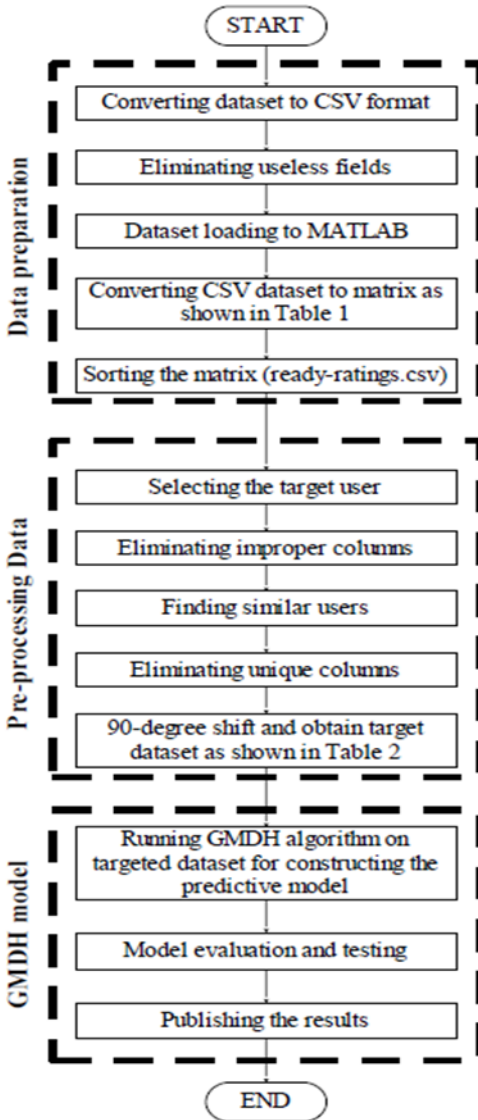 START
Data preparation
Converting dataset to CSV format
Eliminating useless fields
Dataset loading to MATLAB
Converting CSV dataset to matrix as
shown in Table 1
Sorting the matrix (ready-ratings.csv)
Pre-processing Data
Selecting the target user
Eliminating improper columns
Finding similar users
Eliminating unique columns
90-degree shift and obtain target
dataset as shown in Table 2
GMDH model
Running GMDH algorithm on
targeted dataset for constructing the
predictive model
Model evaluation and testing
Publishing the results
END